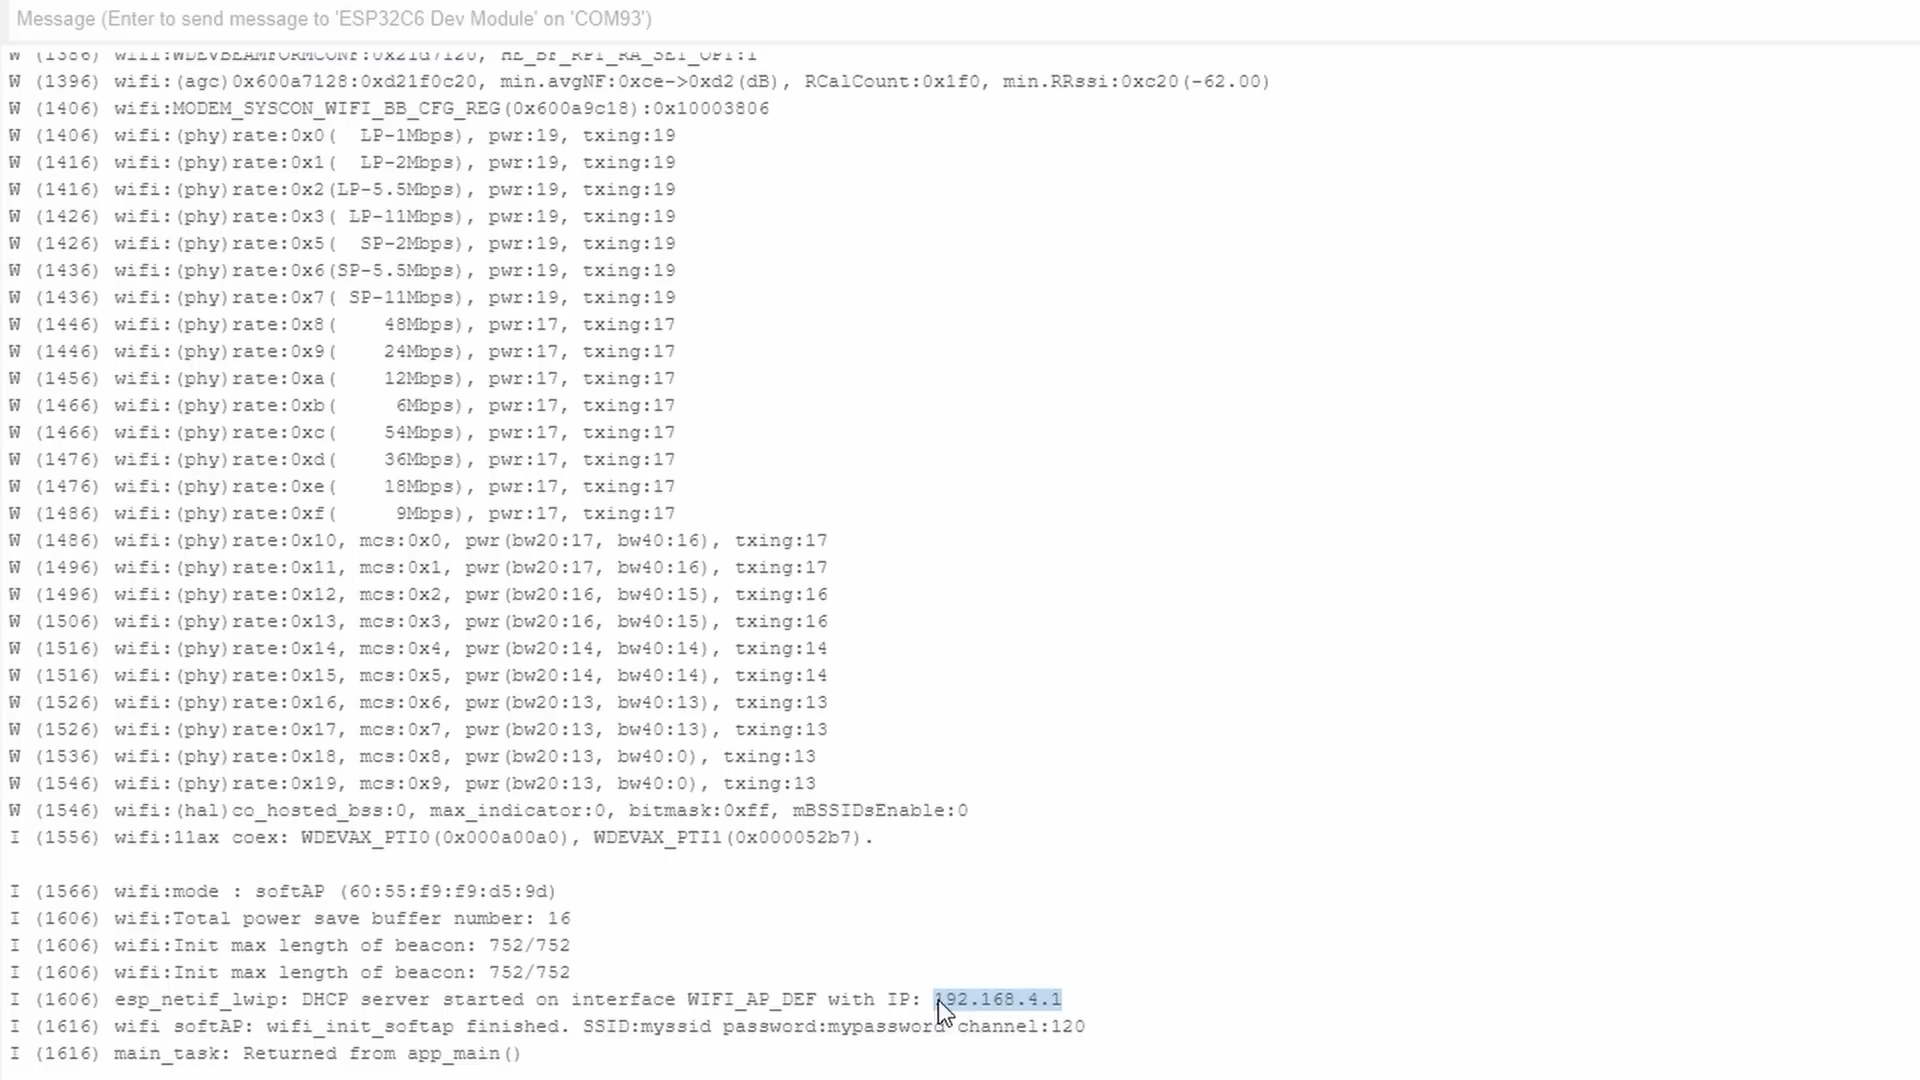 Message (Enter to send message to 'ESP32C6 Dev Module' on 'COM93')
W (1386) wifi:WDEVBEAMFORMCONF:0x21d7120, HE_BF_RPT_RA_SET_OPT:1
W (1396) wifi:(agc)0x600a7128:0xd21f0c20, min.avgNF:0xce->0xd2(dB), RCalCount:0x1f0, min.RRssi:0xc20(-62.00)
W (1406) wifi:MODEM_SYSCON_WIFI_BB_CFG_REG(0x600a9c18):0x10003806
W (1406) wifi:(phy)rate:0x0(  LP-1Mbps), pwr:19, txing:19
W (1416) wifi:(phy)rate:0x1(  LP-2Mbps), pwr:19, txing:19
W (1416) wifi:(phy)rate:0x2(LP-5.5Mbps), pwr:19, txing:19
W (1426) wifi:(phy)rate:0x3( LP-11Mbps), pwr:19, txing:19
W (1426) wifi:(phy)rate:0x5(  SP-2Mbps), pwr:19, txing:19
W (1436) wifi:(phy)rate:0x6(SP-5.5Mbps), pwr:19, txing:19
W (1436) wifi:(phy)rate:0x7( SP-11Mbps), pwr:19, txing:19
W (1446) wifi:(phy)rate:0x8(    48Mbps), pwr:17, txing:17
W (1446) wifi:(phy)rate:0x9(    24Mbps), pwr:17, txing:17
W (1456) wifi:(phy)rate:0xa(    12Mbps), pwr:17, txing:17
W (1466) wifi:(phy)rate:0xb(     6Mbps), pwr:17, txing:17
W (1466) wifi:(phy)rate:0xc(    54Mbps), pwr:17, txing:17
W (1476) wifi:(phy)rate:0xd(    36Mbps), pwr:17, txing:17
W (1476) wifi:(phy)rate:0xe(    18Mbps), pwr:17, txing:17
W (1486) wifi:(phy)rate:0xf(     9Mbps), pwr:17, txing:17
W (1486) wifi:(phy)rate:0x10, mcs:0x0, pwr(bw20:17, bw40:16), txing:17
W (1496) wifi:(phy)rate:0x11, mcs:0x1, pwr(bw20:17, bw40:16), txing:17
W (1496) wifi:(phy)rate:0x12, mcs:0x2, pwr(bw20:16, bw40:15), txing:16
W (1506) wifi:(phy)rate:0x13, mcs:0x3, pwr(bw20:16, bw40:15), txing:16
W (1516) wifi:(phy)rate:0x14, mcs:0x4, pwr(bw20:14, bw40:14), txing:14
W (1516) wifi:(phy)rate:0x15, mcs:0x5, pwr(bw20:14, bw40:14), txing:14
W (1526) wifi:(phy)rate:0x16, mcs:0x6, pwr(bw20:13, bw40:13), txing:13
W (1526) wifi:(phy)rate:0x17, mcs:0x7, pwr(bw20:13, bw40:13), txing:13
W (1536) wifi:(phy)rate:0x18, mcs:0x8, pwr(bw20:13, bw40:0), txing:13
W (1546) wifi:(phy)rate:0x19, mcs:0x9, pwr(bw20:13, bw40:0), txing:13
W (1546) wifi:(hal)co_hosted_bss:0, max_indicator:0, bitmask:0xff, mBSSIDsEnable:0
I (1556) wifi:11ax coex: WDEVAX_PTI0(0x000a00a0), WDEVAX_PTI1(0x000052b7).
I (1566) wifi:mode : softAP (60:55:f9:f9:d5:9d)
I (1606) wifi:Total power save buffer number: 16
I (1606) wifi:Init max length of beacon: 752/752
I (1606) wifi:Init max length of beacon: 752/752
I (1606) esp_netif_lwip: DHCP server started on interface WIFI_AP_DEF with IP: 192.168.4.1
I (1616) wifi softAP: wifi_init_softap finished. SSID:myssid password:mypassword channel:120
I (1616) main_task: Returned from app_main()